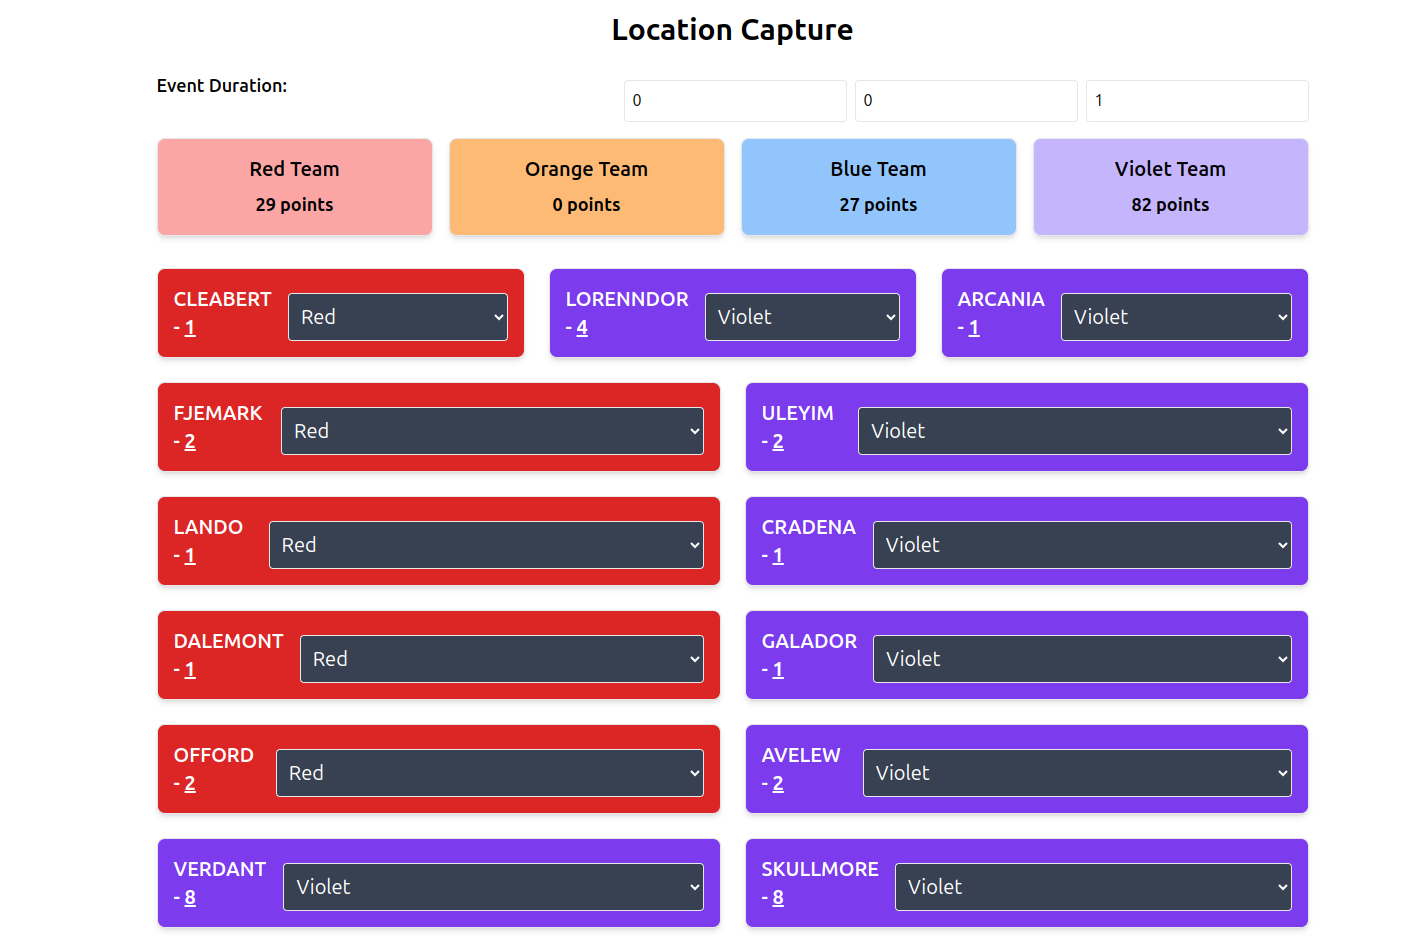 Location Capture
Event Duration:
0 0 1
Red Team Orange Team Blue Team Violet Team
29 points 0 points 27 points 82 points
CLEABERT
- 1
Red
LORENNDOR
- 4
Violet
ARCANIA
- 1
Violet
FJEMARK
- 2
Red
ULEYIM
- 2
Violet
LANDO
- 1
Red
CRADENA
- 1
Violet
DALEMONT
- 1
Red
GALADOR
- 1
Violet
OFFORD
- 2
Red
AVELEW
- 2
Violet
VERDANT
- 8
Violet
SKULLMORE
- 8
Violet